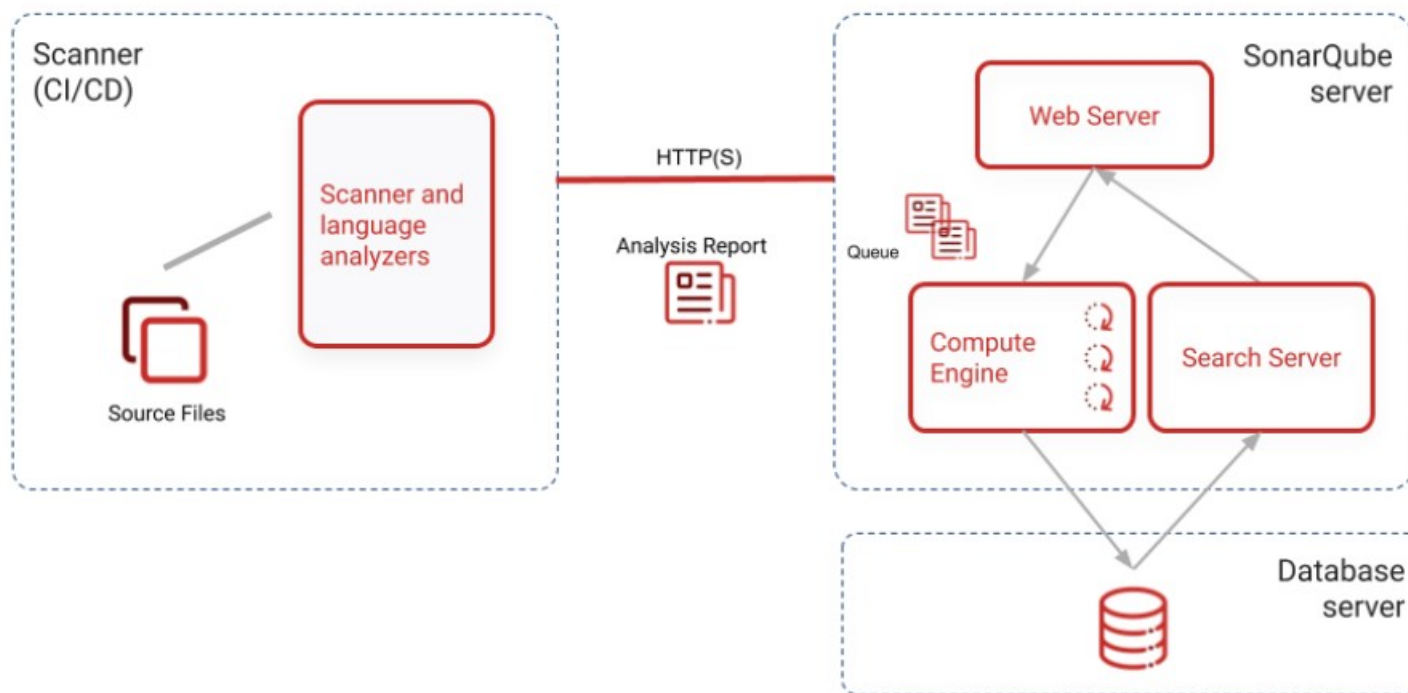 Scanner
(CI/CD)
Scanner and
language
analyzers
Source Files
HTTP(S)
Analysis Report
SonarQube
server
Web Server
Queue
Compute
Engine
Search Server
Database
server